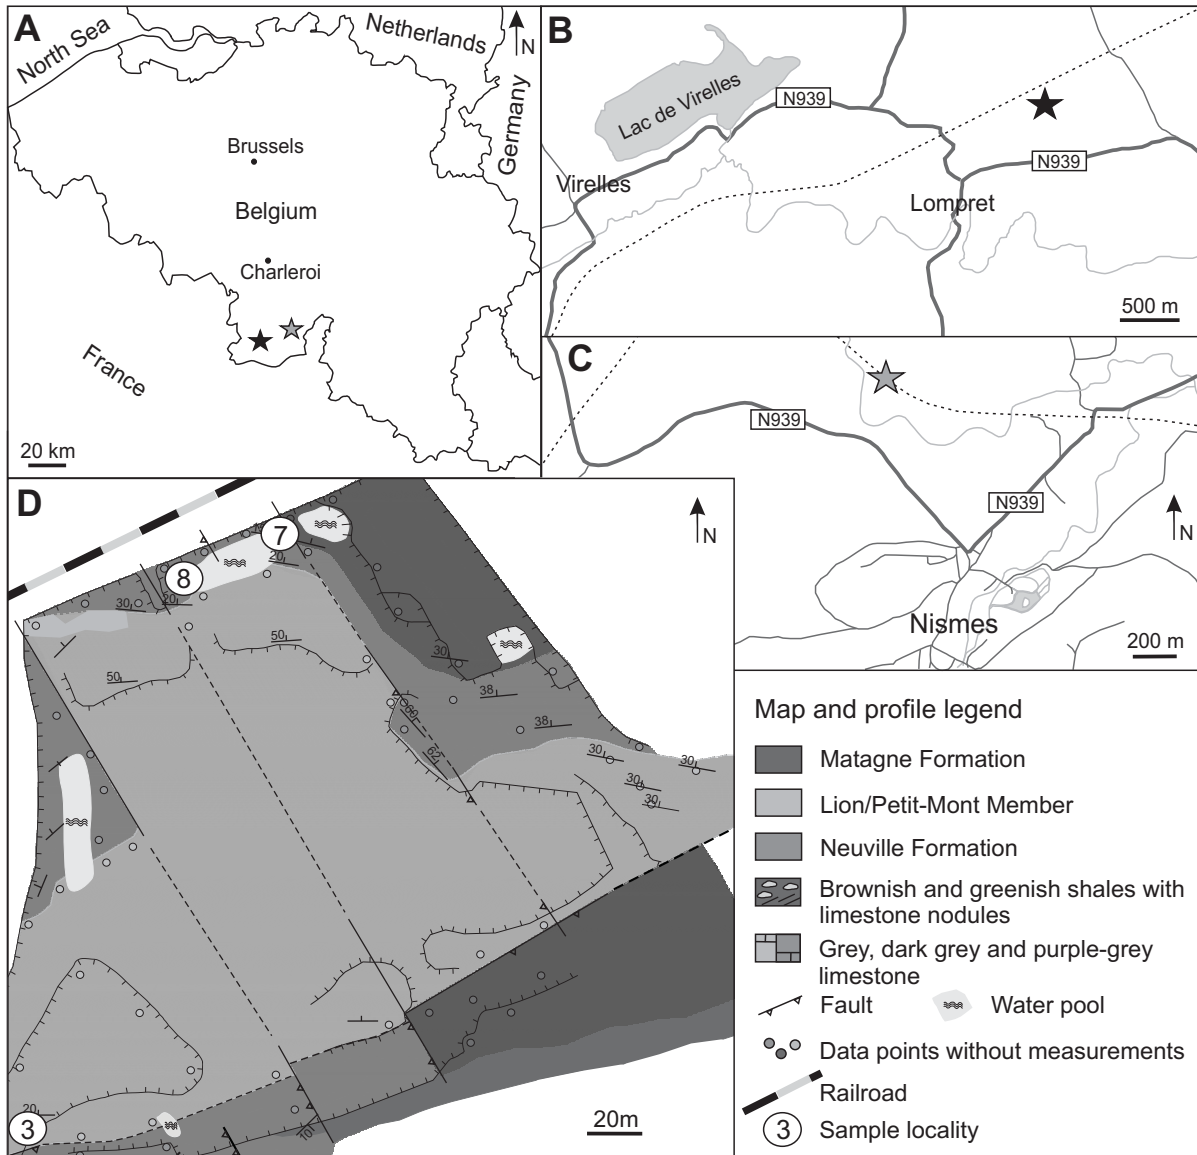 A
North Sea
Netherlands
N
Germany
Brussels
Belgium
Charleroi
France
20 km
B
Lac de Virelles
N939
N939
Virelles
Lompret
500 m
C
N939
N939
N
Nismes
200 m
D
N
7
8
20
30
20
50
50
30
38
38
60
62
30
30
30
30
20
10
3
20m
Map and profile legend
Matagne Formation
Lion/Petit-Mont Member
Neuville Formation
Brownish and greenish shales with
limestone nodules
Grey, dark grey and purple-grey
limestone
Fault
Water pool
Data points without measurements
Railroad
3
Sample locality